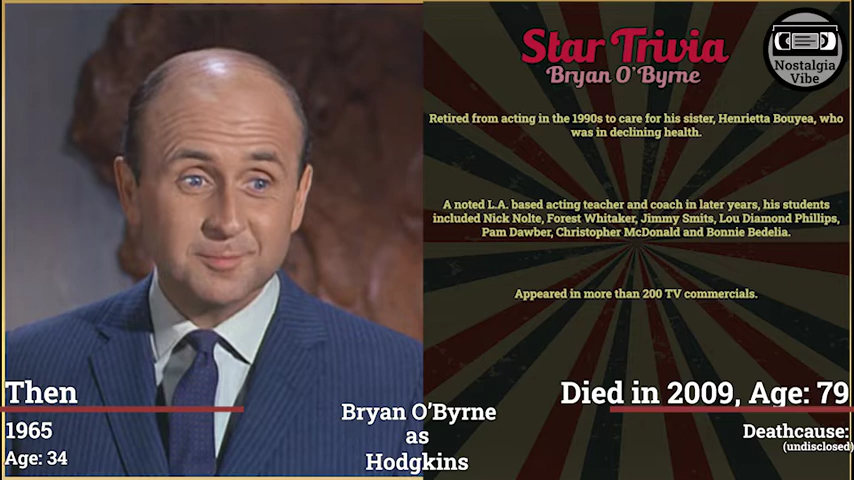 Star Trivia
Bryan O'Byrne
Nostalgia
Vibe
Retired from acting in the 1990s to care for his sister, Henrietta Bouyea, who
was in declining health.
A noted L.A. based acting teacher and coach in later years, his students
included Nick Nolte, Forest Whitaker, Jimmy Smits, Lou Diamond Phillips,
Pam Dawber, Christopher McDonald and Bonnie Bedelia.
Appeared in more than 200 TV commercials.
Then
1965
Age: 34
Bryan O'Byrne
as
Hodgkins
Died in 2009, Age: 79
Deathcause:
(undisclosed)